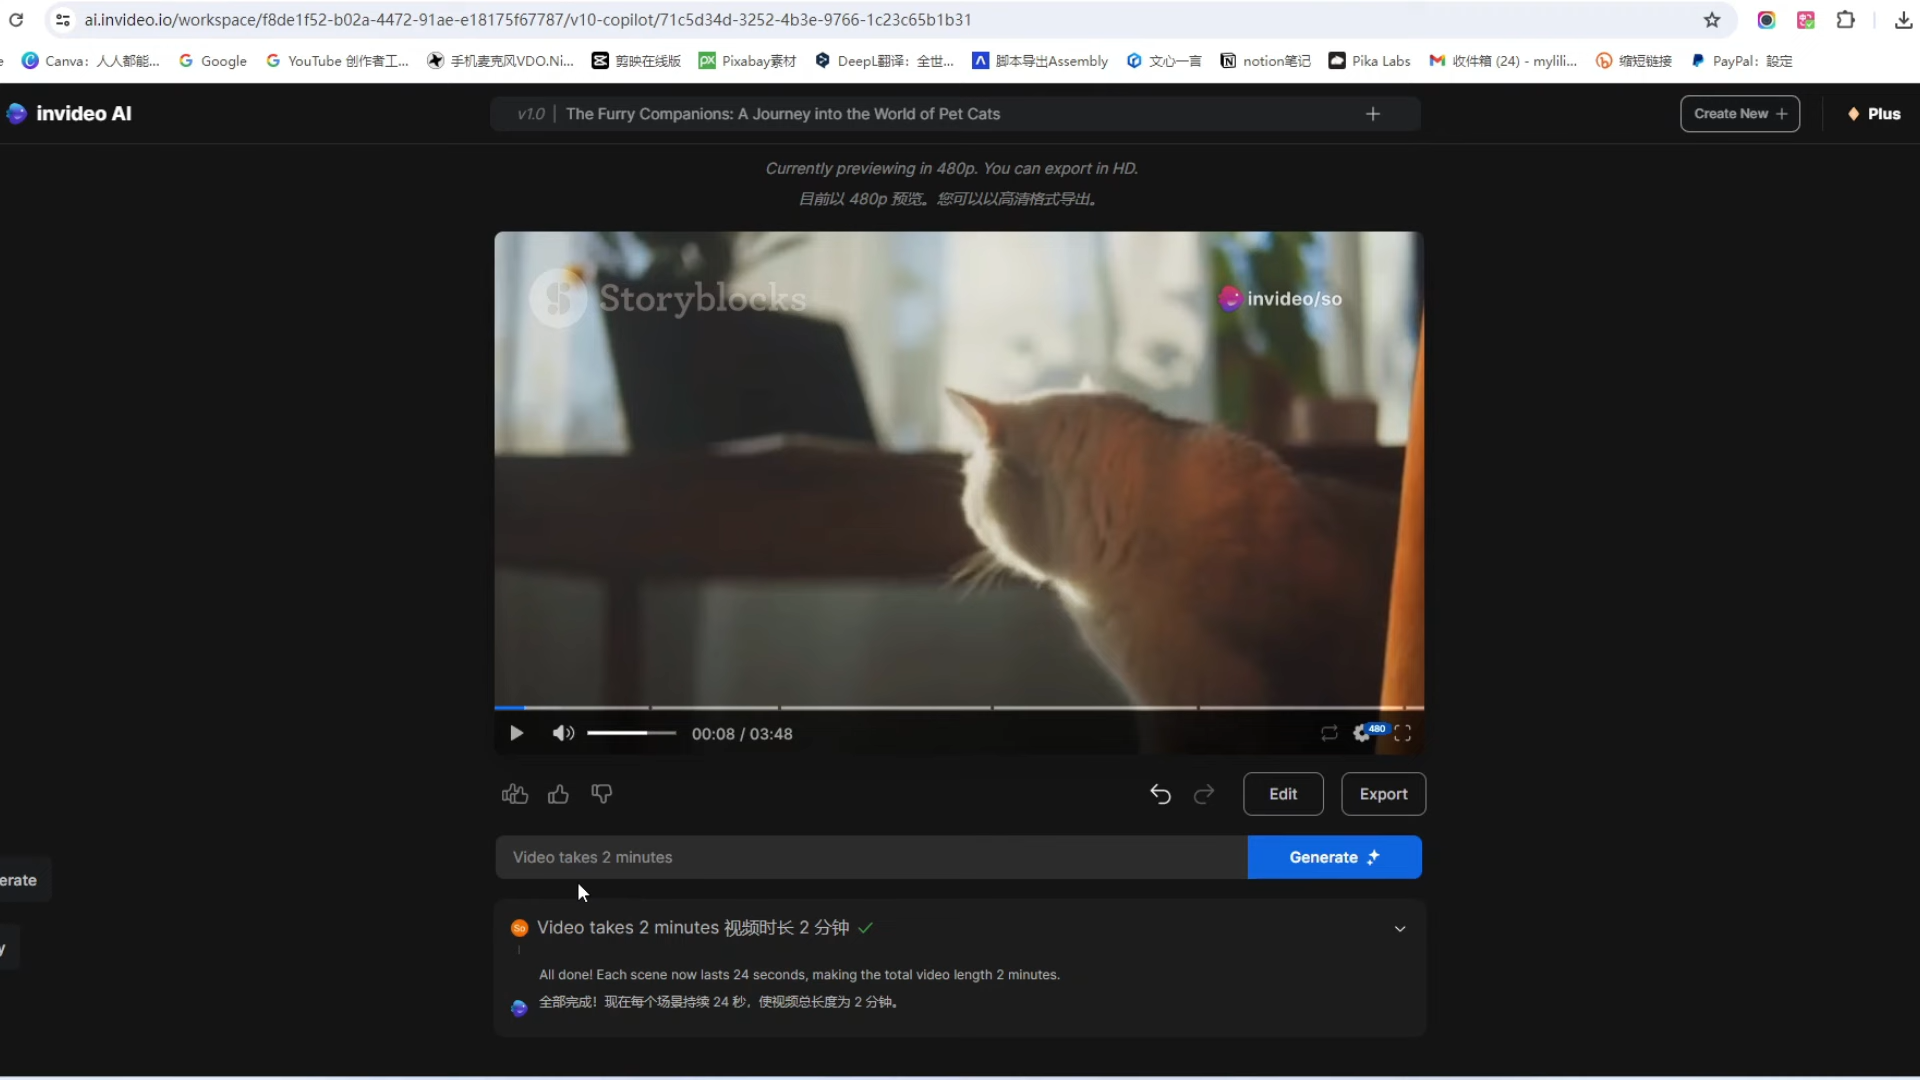 ai.invideo.io/workspace/f8de1f52-b02a-4472-91ae-e18175f67787/v10-copilot/71c5d34d-3252-4b3e-9766-1c23c65b1b31
Canva：人人都能... Google YouTube 创作者工... 手机麦克风VDO.Ni... 剪映在线版 Pixabay素材 DeepL翻译：全世... 脚本导出Assembly 文心一言 notion笔记 Pika Labs 收件箱 (24) - mylili... 缩短链接 PayPal：設定
invideo AI
v1.0 | The Furry Companions: A Journey into the World of Pet Cats
Create New +
Plus
Currently previewing in 480p. You can export in HD.
目前以 480p 预览。您可以以高清格式导出。
Storyblocks
invideo/so
00:08 / 03:48
480
Edit
Export
Video takes 2 minutes
Generate
erate
y
So
Video takes 2 minutes 视频时长 2 分钟
All done! Each scene now lasts 24 seconds, making the total video length 2 minutes.
全部完成！现在每个场景持续 24 秒，使视频总长度为 2 分钟。